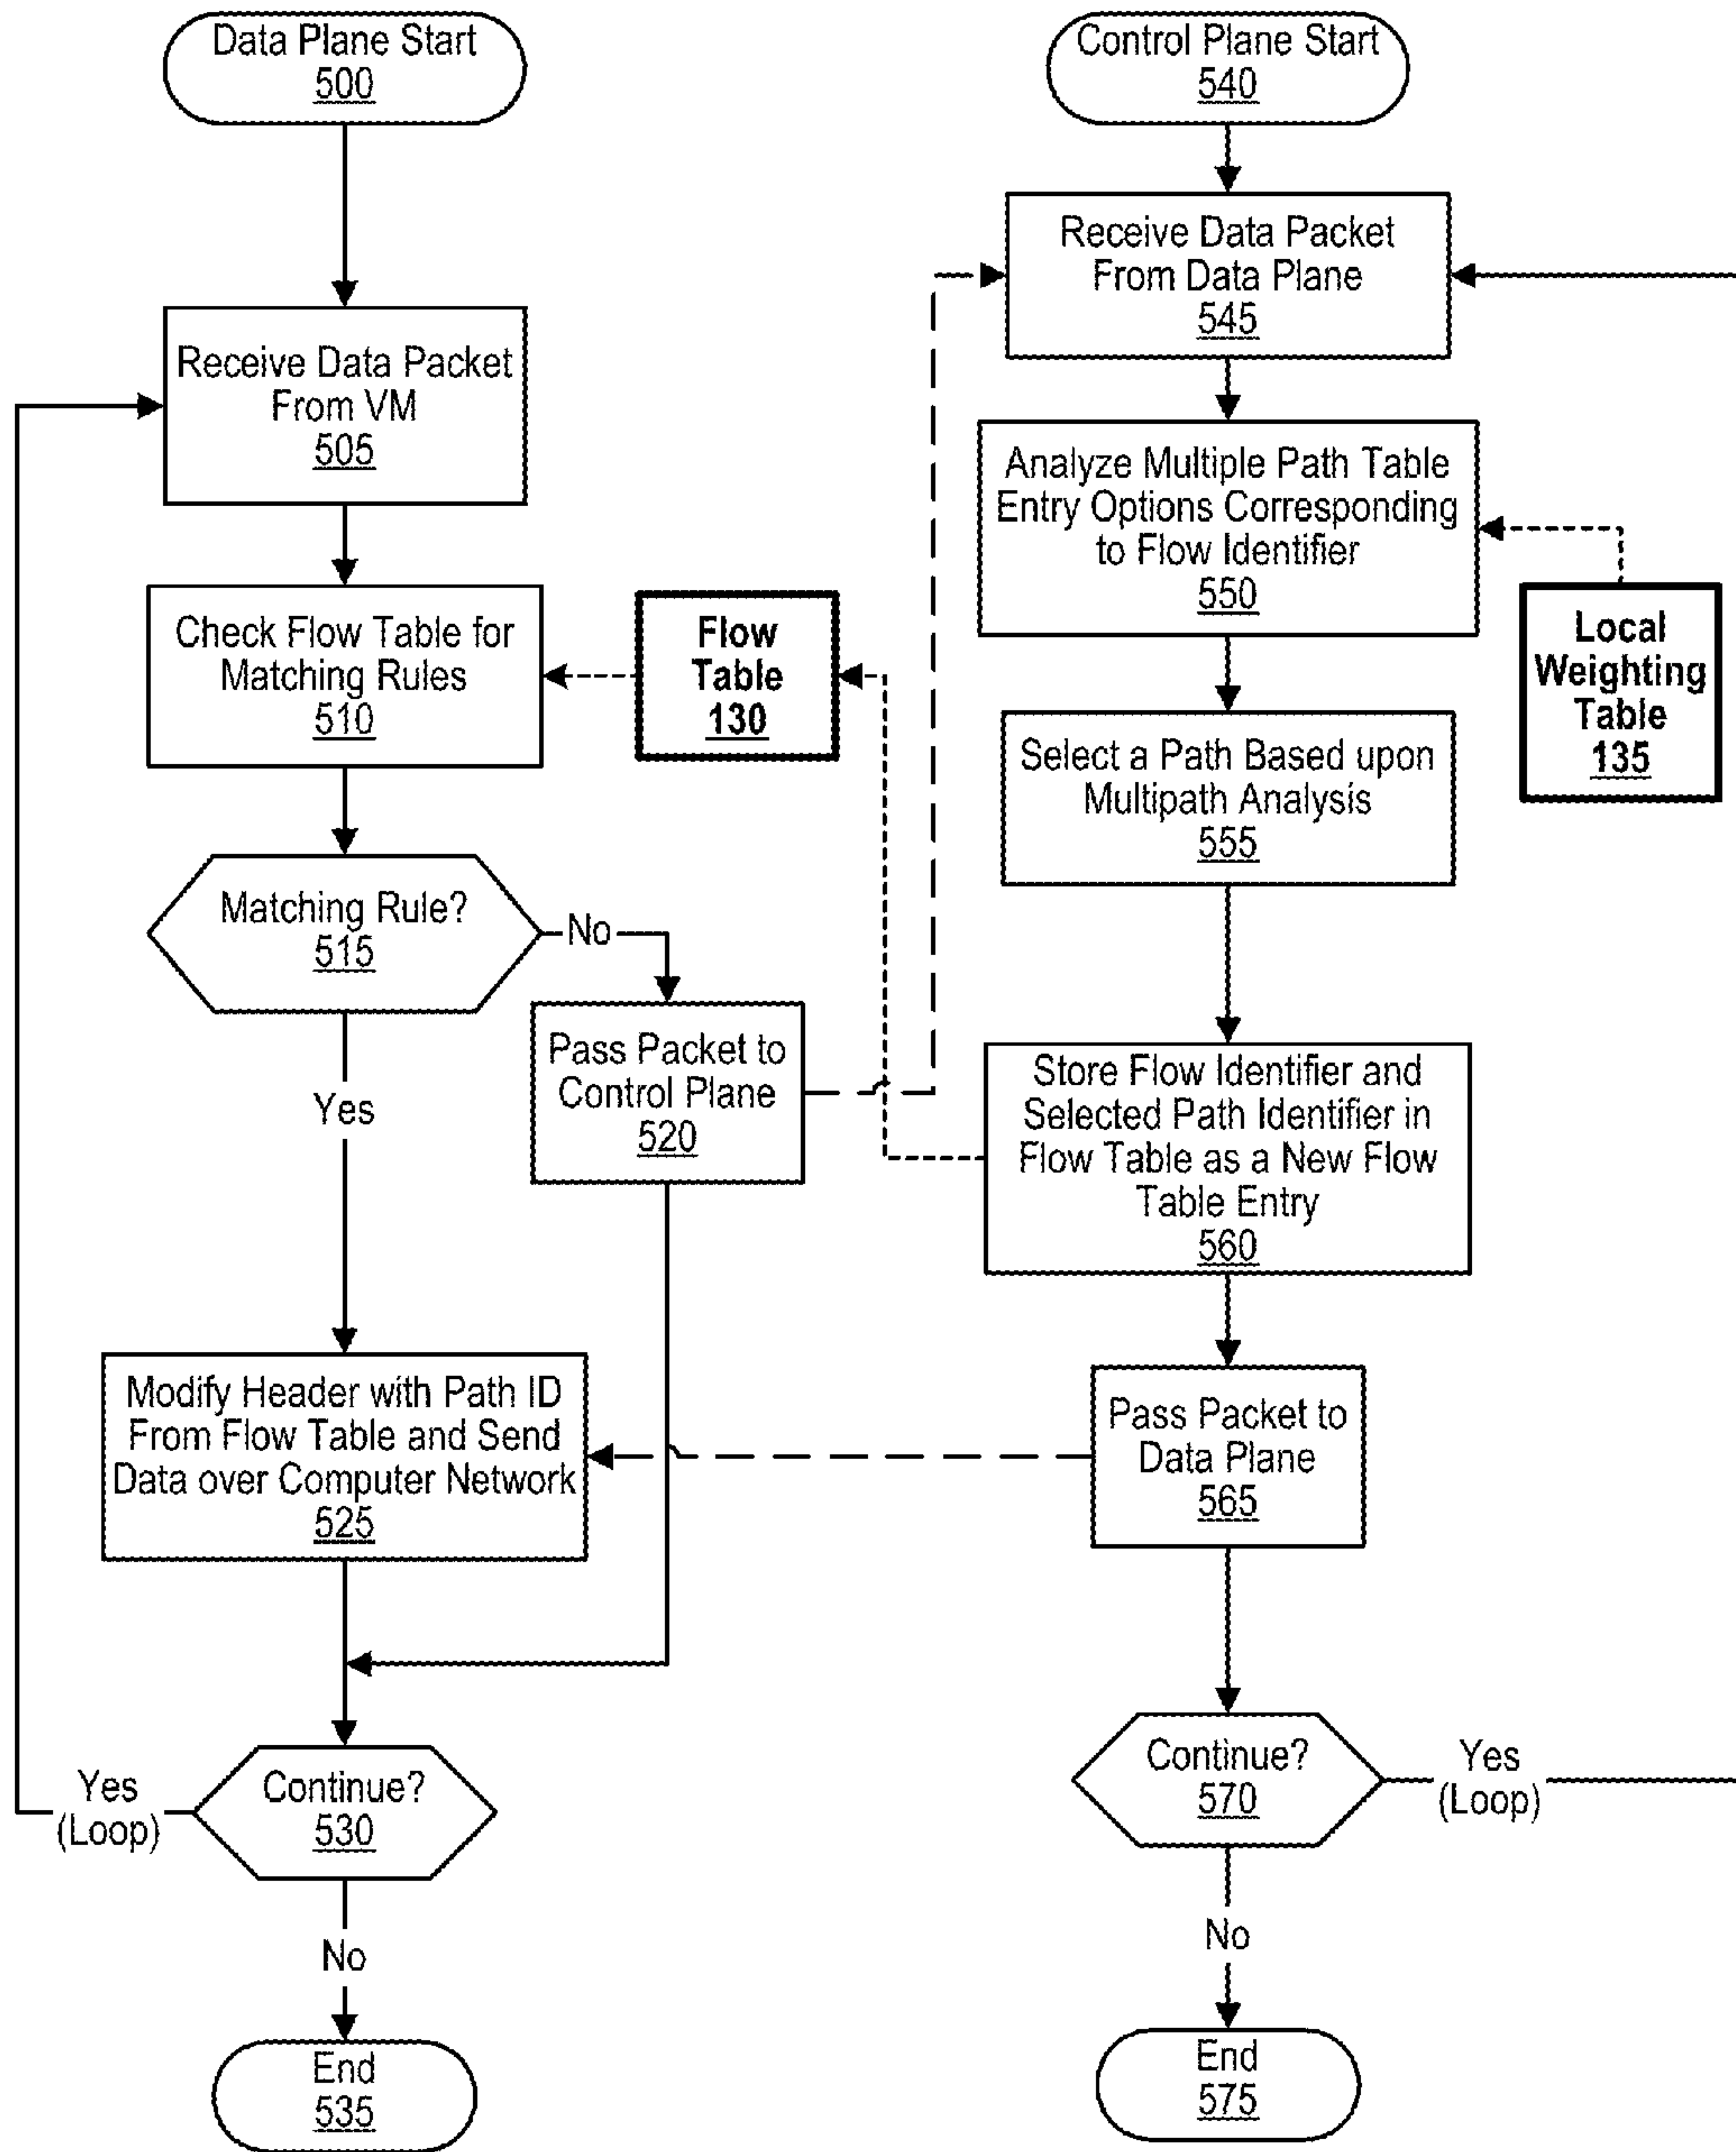 Data Plane Start
500
Receive Data Packet
From VM
505
Check Flow Table for
Matching Rules
510
Flow
Table
130
Matching Rule?
515
No
Yes
Pass Packet to
Control Plane
520
Modify Header with Path ID
From Flow Table and Send
Data over Computer Network
525
Continue?
530
Yes
(Loop)
No
End
535
Control Plane Start
540
Receive Data Packet
From Data Plane
545
Analyze Multiple Path Table
Entry Options Corresponding
to Flow Identifier
550
Local
Weighting
Table
135
Select a Path Based upon
Multipath Analysis
555
Store Flow Identifier and
Selected Path Identifier in
Flow Table as a New Flow
Table Entry
560
Pass Packet to
Data Plane
565
Continue?
570
Yes
(Loop)
No
End
575